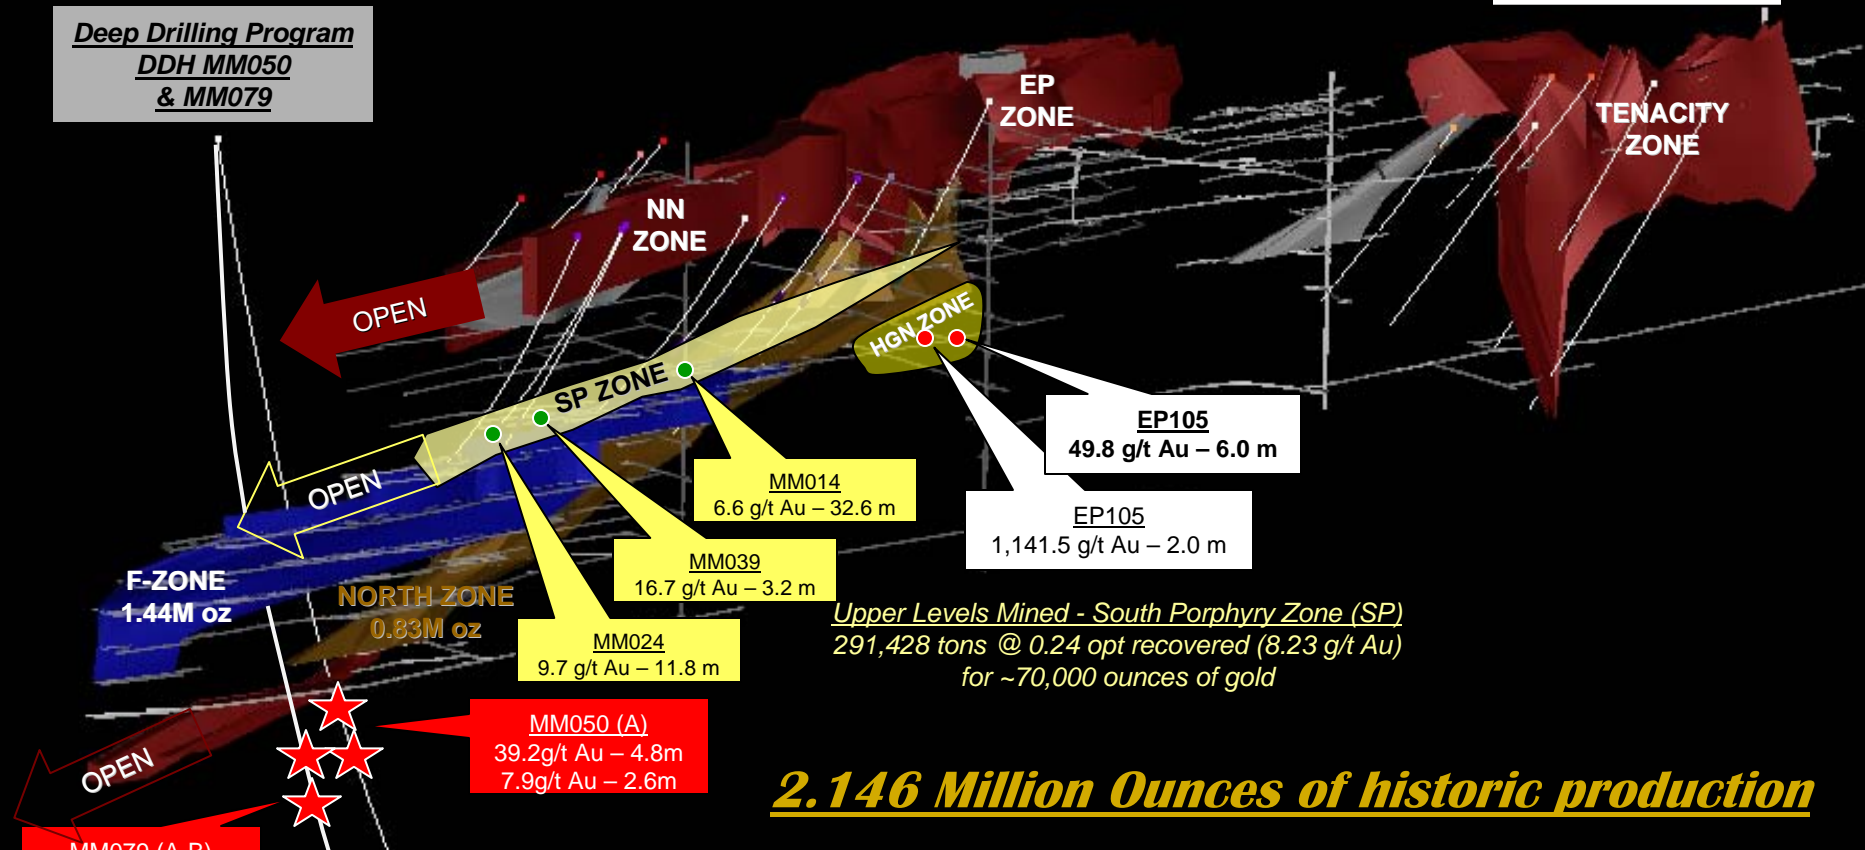 Deep Drilling Program
DDH MM050
& MM079
EP
ZONE
TENACITY
ZONE
NN
ZONE
OPEN
HGN ZONE
SP ZONE
EP105
49.8 g/t Au – 6.0 m
MM014
6.6 g/t Au – 32.6 m
OPEN
EP105
1,141.5 g/t Au – 2.0 m
MM039
16.7 g/t Au – 3.2 m
F-ZONE
1.44M oz
NORTH ZONE
0.83M oz
Upper Levels Mined - South Porphyry Zone (SP)
291,428 tons @ 0.24 opt recovered (8.23 g/t Au)
for ~70,000 ounces of gold
MM024
9.7 g/t Au – 11.8 m
MM050 (A)
39.2g/t Au – 4.8m
7.9g/t Au – 2.6m
OPEN
2.146 Million Ounces of historic production
MM079 (A,B)